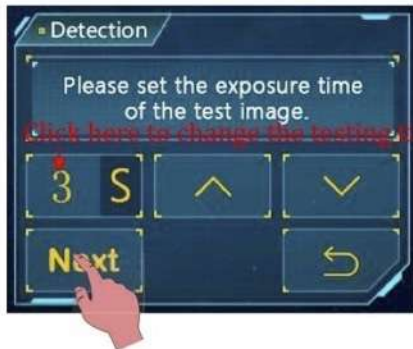 Detection
Please set the exposure time
of the test image.
Click here to change the testing
3 S
Next